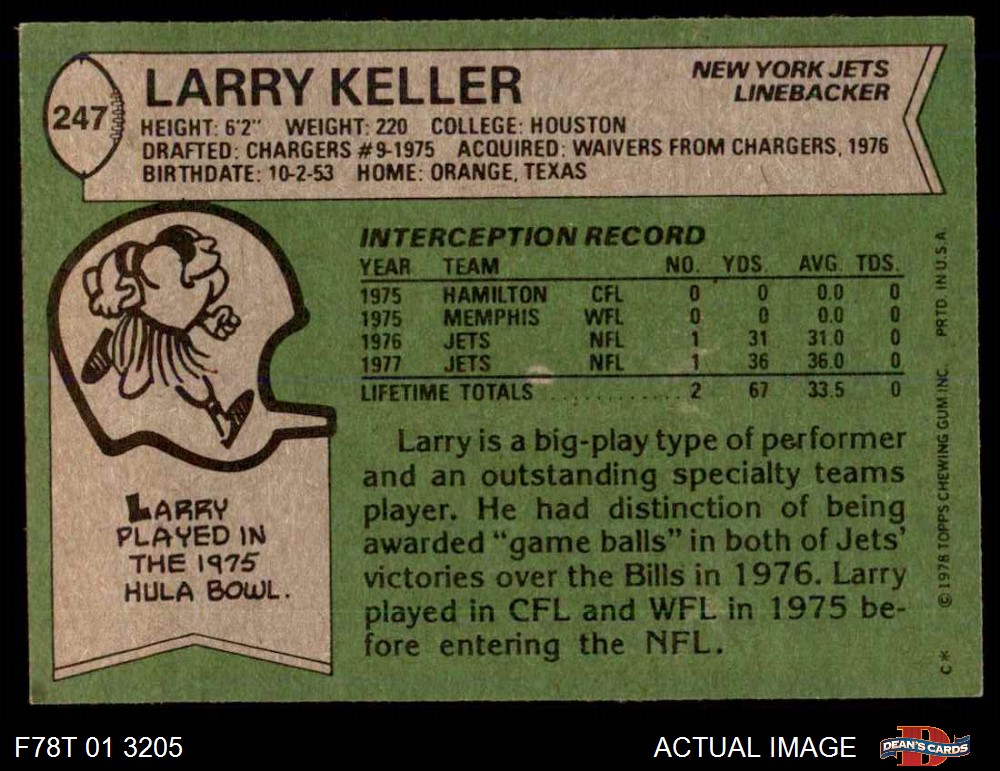 247
LARRY KELLER
NEW YORK JETS
LINEBACKER
HEIGHT: 6'2" WEIGHT: 220 COLLEGE: HOUSTON
DRAFTED: CHARGERS #9-1975 ACQUIRED: WAIVERS FROM CHARGERS, 1976
BIRTHDATE: 10-2-53 HOME: ORANGE, TEXAS
INTERCEPTION RECORD
YEAR TEAM NO. YDS. AVG. TDS.
1975 HAMILTON CFL 0 0 0.0 0
1975 MEMPHIS WFL 0 0 0.0 0
1976 JETS NFL 1 31 31.0 0
1977 JETS NFL 1 36 36.0 0
LIFETIME TOTALS ............. 2 67 33.5 0
Larry is a big-play type of performer
and an outstanding specialty teams
player. He had distinction of being
awarded "game balls" in both of Jets'
victories over the Bills in 1976. Larry
played in CFL and WFL in 1975 be-
fore entering the NFL.
LARRY
PLAYED IN
THE 1975
HULA BOWL.
C* © 1978 TOPPS CHEWING GUM INC. PRTD. IN U.S.A
F78T 01 3205
ACTUAL IMAGE
DEAN'S CARDS